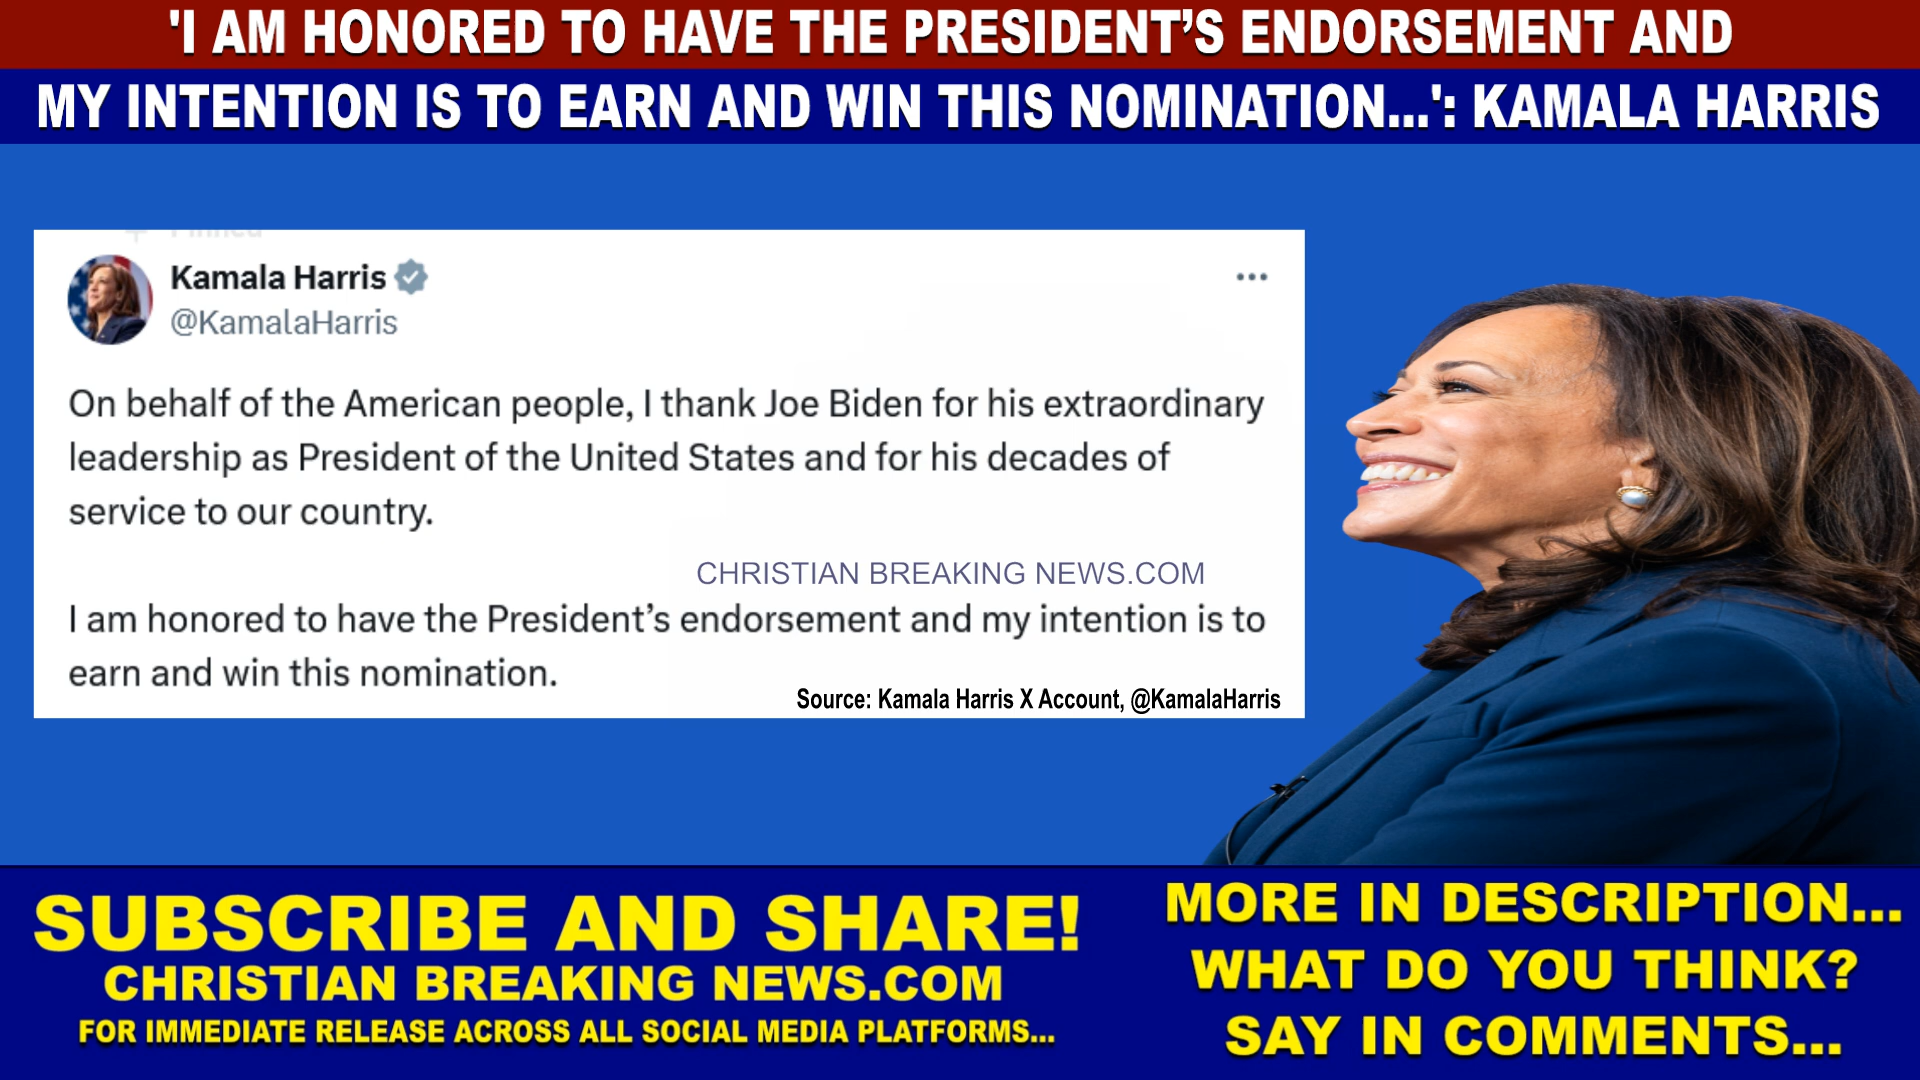 'I AM HONORED TO HAVE THE PRESIDENT’S ENDORSEMENT AND
MY INTENTION IS TO EARN AND WIN THIS NOMINATION...': KAMALA HARRIS
Kamala Harris
@KamalaHarris
On behalf of the American people, I thank Joe Biden for his extraordinary
leadership as President of the United States and for his decades of
service to our country.
CHRISTIAN BREAKING NEWS.COM
I am honored to have the President’s endorsement and my intention is to
earn and win this nomination.
Source: Kamala Harris X Account, @KamalaHarris
SUBSCRIBE AND SHARE!
CHRISTIAN BREAKING NEWS.COM
FOR IMMEDIATE RELEASE ACROSS ALL SOCIAL MEDIA PLATFORMS...
MORE IN DESCRIPTION...
WHAT DO YOU THINK?
SAY IN COMMENTS...